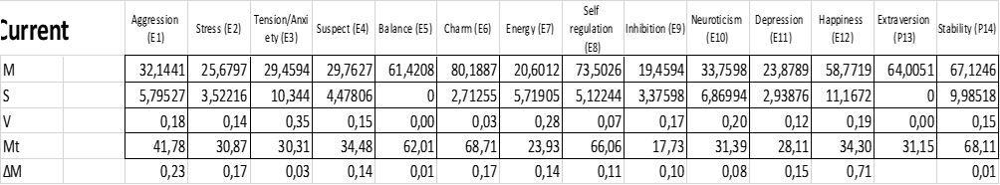 Current Aggression (E1) Stress (E2) Tension/Anxiety (E3) Suspect (E4) Balance (E5) Charm (E6) Energy (E7) Self regulation (E8) Inhibition (E9) Neuroticism (E10) Depression (E11) Happiness (E12) Extraversion (P13) Stability (P14)
M 32,1441 25,6797 29,4594 29,7627 61,4208 80,1887 20,6012 73,5026 19,4594 33,7598 23,8789 58,7719 64,0051 67,1246
S 5,79527 3,52216 10,344 4,47806 0 2,71255 5,71905 5,12244 3,37598 6,86994 2,93876 11,1672 0 9,98518
V 0,18 0,14 0,35 0,15 0,00 0,03 0,28 0,07 0,17 0,20 0,12 0,19 0,00 0,15
Mt 41,78 30,87 30,31 34,48 62,01 68,71 23,93 66,06 17,73 31,39 28,11 34,30 31,15 68,11
ΔM 0,23 0,17 0,03 0,14 0,01 0,17 0,14 0,11 0,10 0,08 0,15 0,71 0,01